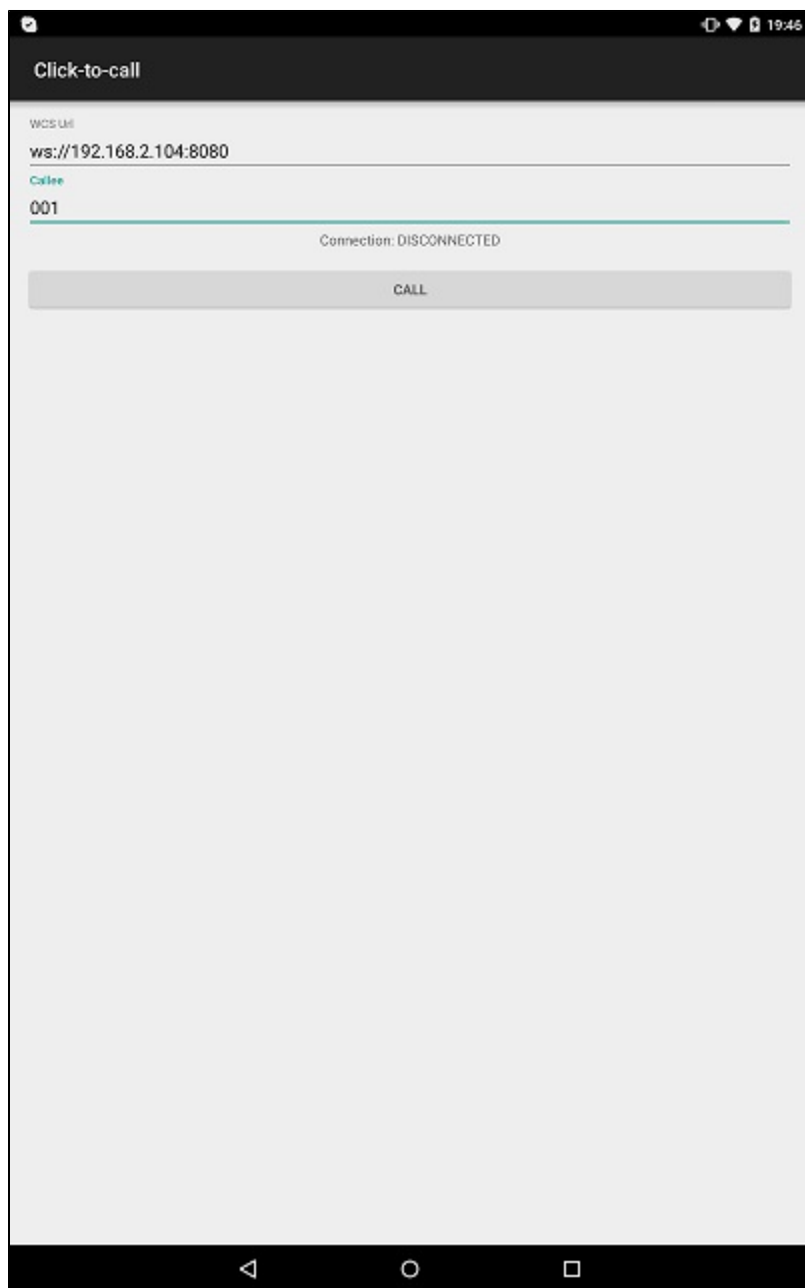 19:46
Click-to-call
WCS Url
ws://192.168.2.104:8080
Callee
001
Connection: DISCONNECTED
CALL